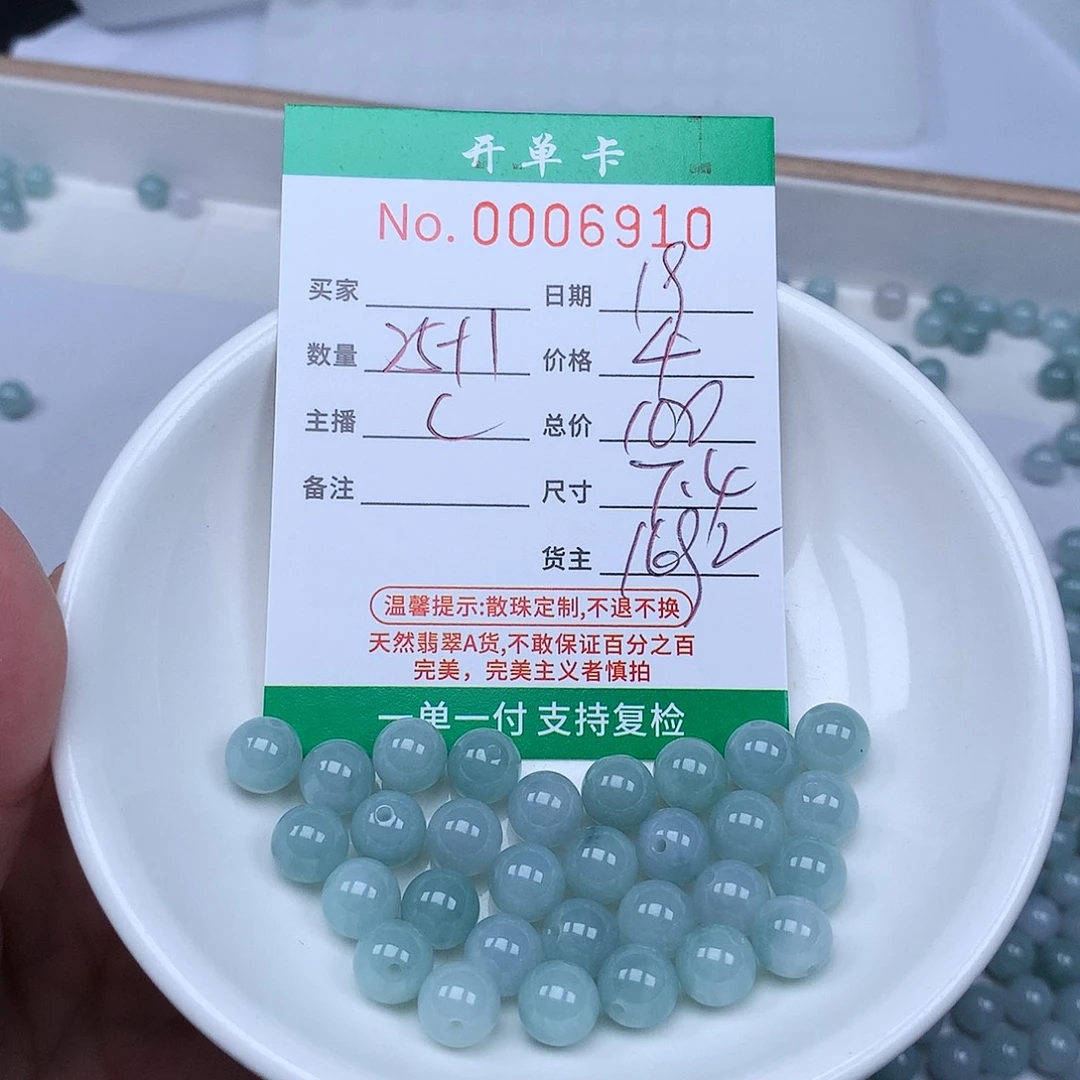 开单卡
No. 0006910
买家 日期 18
数量 25+1 价格 4
主播 C 总价 100
备注 尺寸 7.4
货主 1682
温馨提示:散珠定制,不退不换
天然翡翠A货,不敢保证百分之百
完美，完美主义者慎拍
一单一付 支持复检